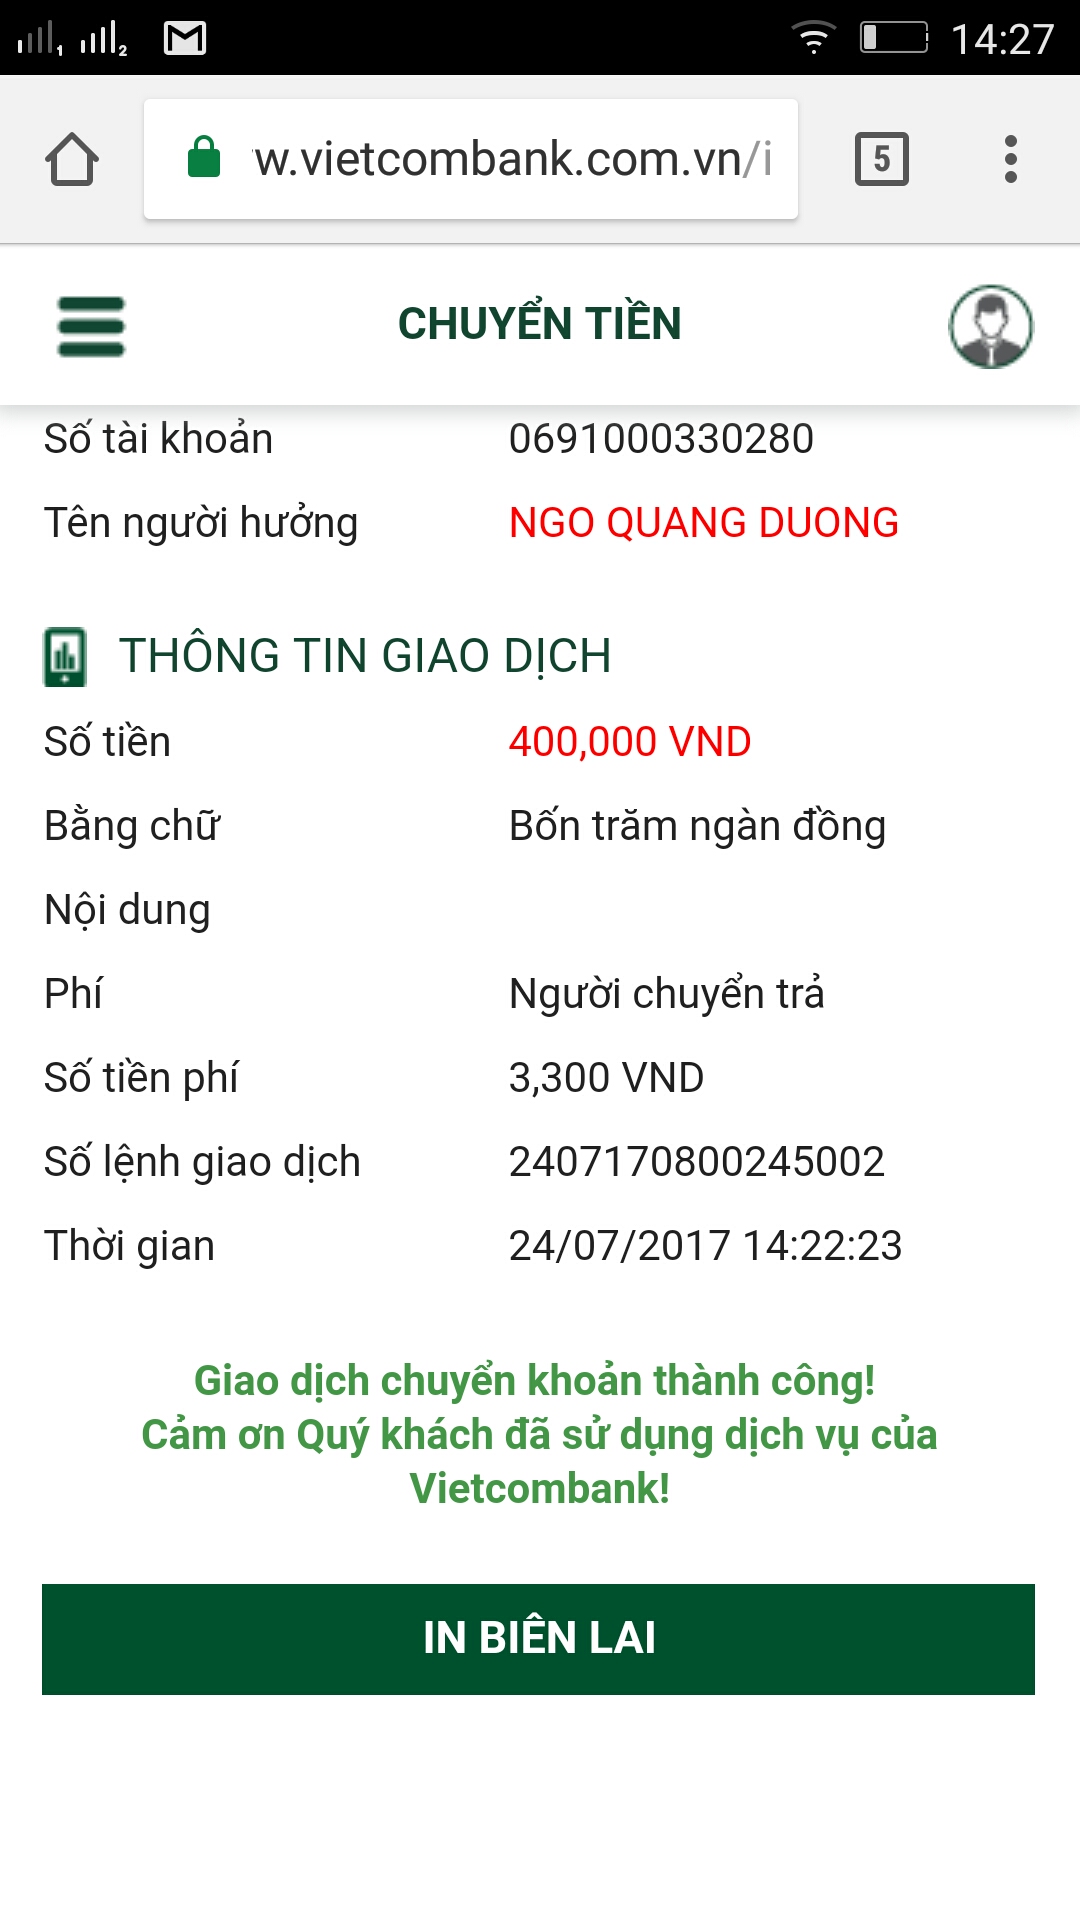 1 2 14:27
w.vietcombank.com.vn/i 5
CHUYỂN TIỀN
Số tài khoản 0691000330280
Tên người hưởng NGO QUANG DUONG
THÔNG TIN GIAO DỊCH
Số tiền 400,000 VND
Bằng chữ Bốn trăm ngàn đồng
Nội dung
Phí Người chuyển trả
Số tiền phí 3,300 VND
Số lệnh giao dịch 2407170800245002
Thời gian 24/07/2017 14:22:23
Giao dịch chuyển khoản thành công!
Cảm ơn Quý khách đã sử dụng dịch vụ của
Vietcombank!
IN BIÊN LAI